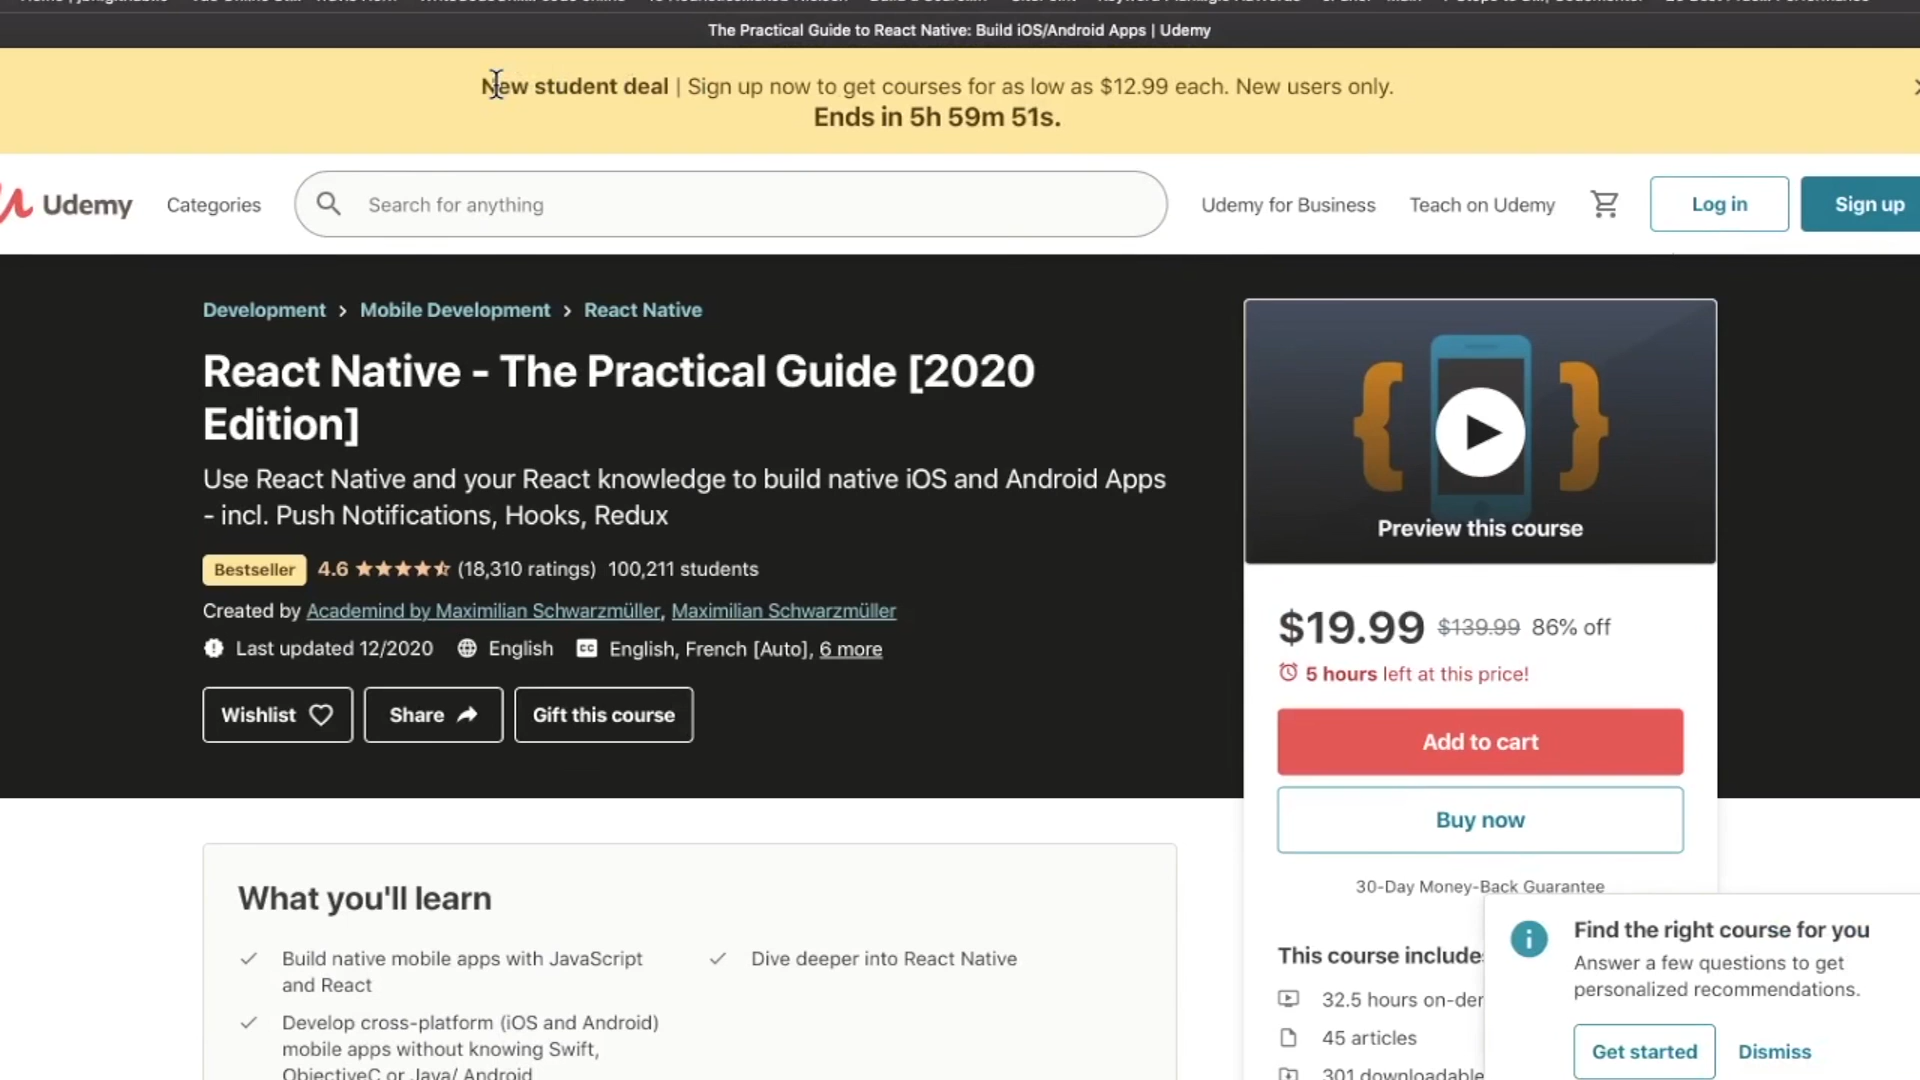 The Practical Guide to React Native: Build iOS/Android Apps | Udemy
New student deal | Sign up now to get courses for as low as $12.99 each. New users only.
Ends in 5h 59m 51s.
Udemy
Categories
Search for anything
Udemy for Business
Teach on Udemy
Log in
Sign up
Development > Mobile Development > React Native
React Native - The Practical Guide [2020
Edition]
Use React Native and your React knowledge to build native iOS and Android Apps
- incl. Push Notifications, Hooks, Redux
Bestseller 4.6 (18,310 ratings) 100,211 students
Created by Academind by Maximilian Schwarzmüller, Maximilian Schwarzmüller
Last updated 12/2020 English CC English, French [Auto], 6 more
Wishlist
Share
Gift this course
Preview this course
$19.99 $139.99 86% off
5 hours left at this price!
Add to cart
Buy now
30-Day Money-Back Guarantee
What you'll learn
Build native mobile apps with JavaScript
and React
Dive deeper into React Native
Develop cross-platform (iOS and Android)
mobile apps without knowing Swift,
ObjectiveC or Java/ Android
This course include
32.5 hours on-de
45 articles
301 downloadable
Find the right course for you
Answer a few questions to get
personalized recommendations.
Get started
Dismiss